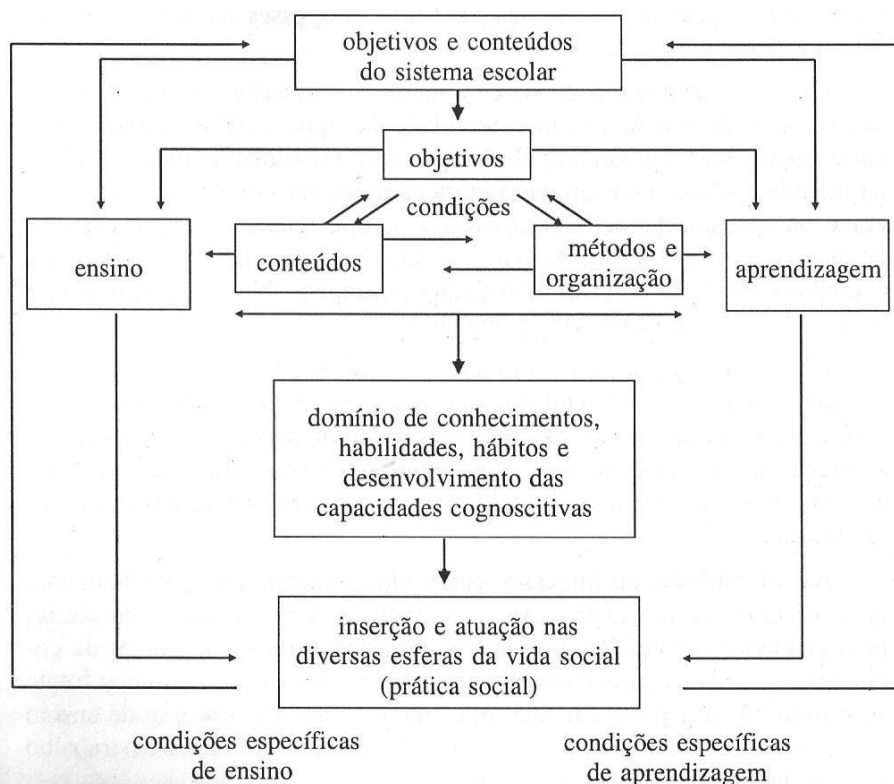 objetivos e conteúdos
do sistema escolar
objetivos
condições
ensino
conteúdos
métodos e
organização
aprendizagem
domínio de conhecimentos,
habilidades, hábitos e
desenvolvimento das
capacidades cognoscitivas
inserção e atuação nas
diversas esferas da vida social
(prática social)
condições específicas
de ensino
condições específicas
de aprendizagem